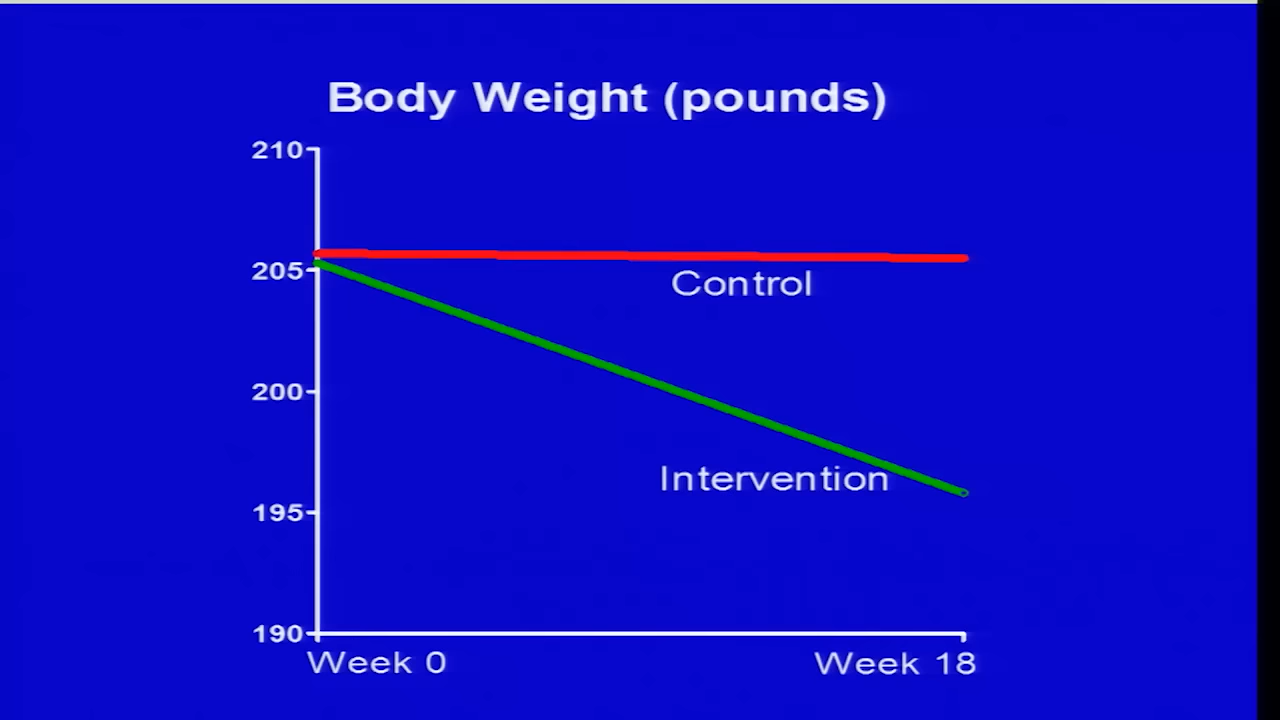 Body Weight (pounds)
210
205
Control
200
Intervention
195
190
Week 0 Week 18